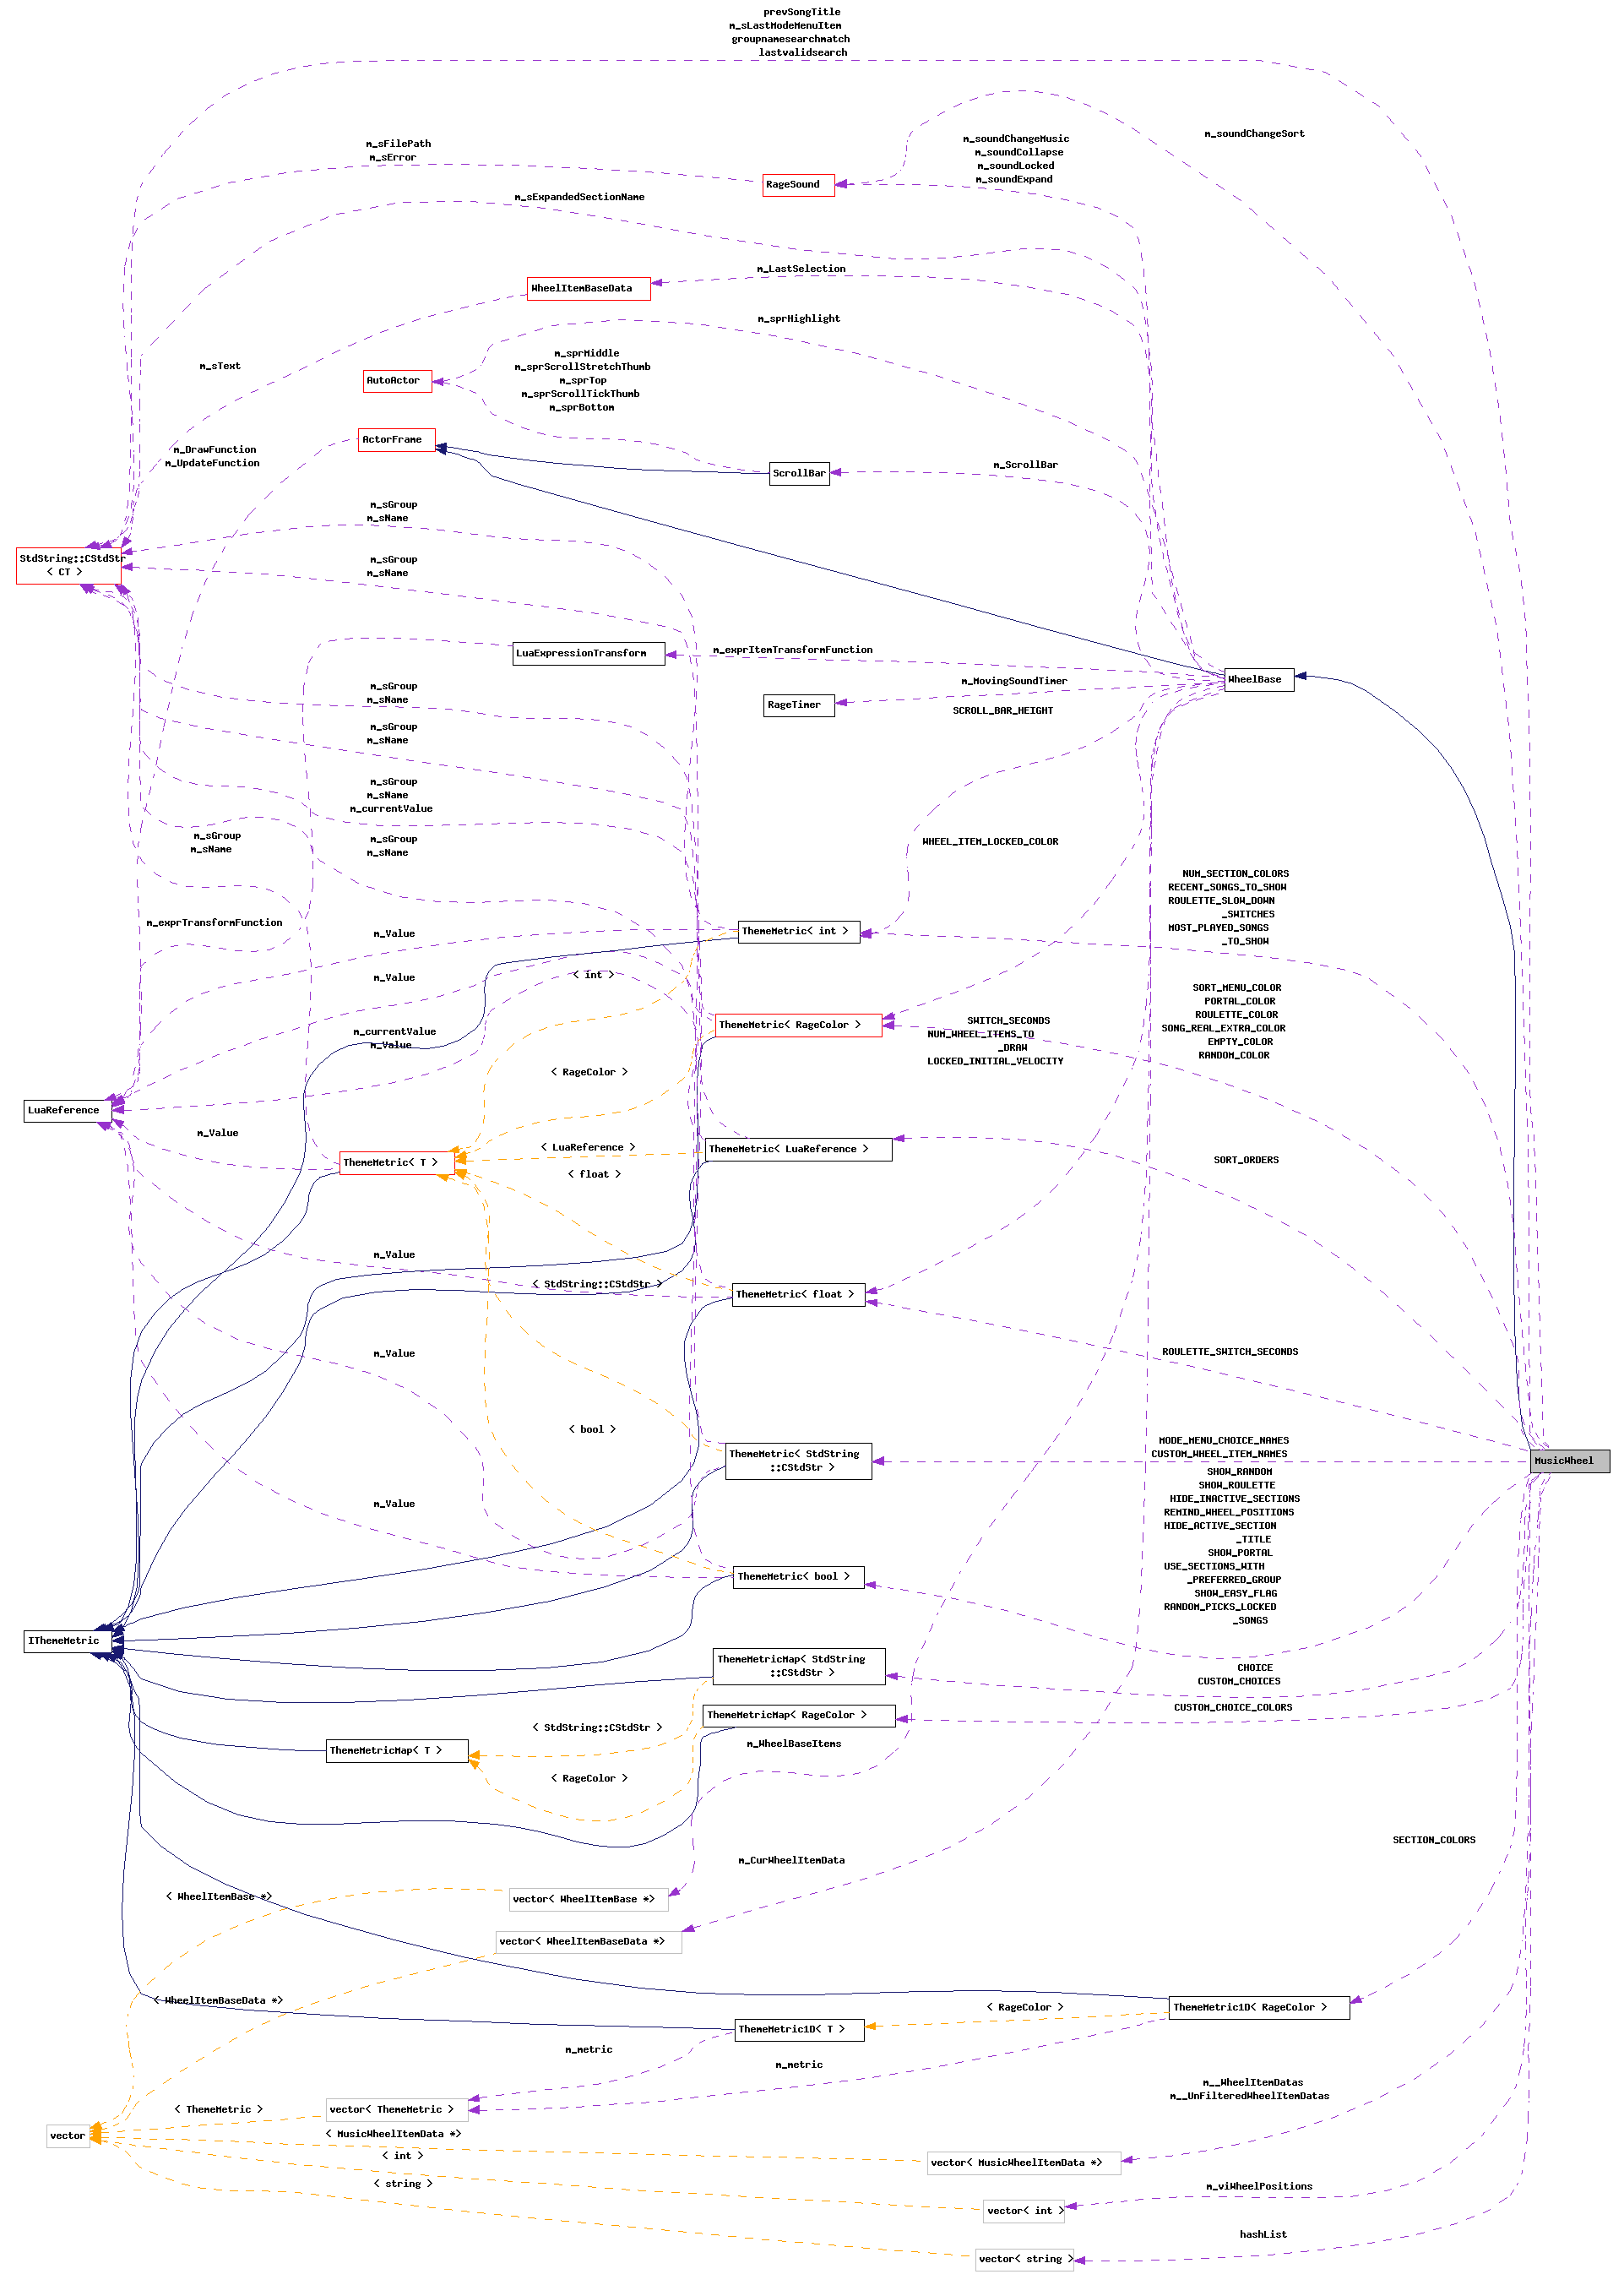 prevSongTitle
m_sLastModeMenuItem
groupnamesearchmatch
lastvalidsearch
m_soundChangeSort
m_soundChangeMusic
m_soundCollapse
m_soundLocked
m_soundExpand
m_sFilePath
m_sError
RageSound
m_sExpandedSectionName
m_LastSelection
WheelItemBaseData
m_sprHighlight
m_sprMiddle
m_sprScrollStretchThumb
m_sprTop
m_sprScrollTickThumb
m_sprBottom
m_sText
AutoActor
ActorFrame
m_DrawFunction
m_UpdateFunction
m_ScrollBar
ScrollBar
m_sGroup
m_sName
StdString::CStdStr
< CT >
m_sGroup
m_sName
LuaExpressionTransform
m_exprItemTransformFunction
WheelBase
m_MovingSoundTimer
RageTimer
SCROLL_BAR_HEIGHT
m_sGroup
m_sName
m_sGroup
m_sName
m_sGroup
m_sName
m_currentValue
m_sGroup
m_sName
m_sGroup
m_sName
WHEEL_ITEM_LOCKED_COLOR
NUM_SECTION_COLORS
RECENT_SONGS_TO_SHOW
ROULETTE_SLOW_DOWN
_SWITCHES
MOST_PLAYED_SONGS
_TO_SHOW
m_exprTransformFunction
m_Value
ThemeMetric< int >
m_Value
< int >
SORT_MENU_COLOR
PORTAL_COLOR
ROULETTE_COLOR
SONG_REAL_EXTRA_COLOR
EMPTY_COLOR
RANDOM_COLOR
m_currentValue
m_Value
ThemeMetric< RageColor >
SWITCH_SECONDS
NUM_WHEEL_ITEMS_TO
_DRAW
LOCKED_INITIAL_VELOCITY
< RageColor >
LuaReference
m_Value
< LuaReference >
ThemeMetric< LuaReference >
ThemeMetric< T >
< float >
SORT_ORDERS
m_Value
< StdString::CStdStr >
ThemeMetric< float >
m_Value
ROULETTE_SWITCH_SECONDS
< bool >
ThemeMetric< StdString
::CStdStr >
MODE_MENU_CHOICE_NAMES
CUSTOM_WHEEL_ITEM_NAMES
MusicWheel
SHOW_RANDOM
SHOW_ROULETTE
HIDE_INACTIVE_SECTIONS
REMIND_WHEEL_POSITIONS
HIDE_ACTIVE_SECTION
_TITLE
SHOW_PORTAL
USE_SECTIONS_WITH
_PREFERRED_GROUP
SHOW_EASY_FLAG
RANDOM_PICKS_LOCKED
_SONGS
m_Value
ThemeMetric< bool >
IThemeMetric
ThemeMetricMap< StdString
::CStdStr >
CHOICE
CUSTOM_CHOICES
ThemeMetricMap< RageColor >
CUSTOM_CHOICE_COLORS
< StdString::CStdStr >
m_WheelBaseItems
ThemeMetricMap< T >
< RageColor >
SECTION_COLORS
m_CurWheelItemData
< WheelItemBase *>
vector< WheelItemBase *>
vector< WheelItemBaseData *>
< WheelItemBaseData *>
< RageColor >
ThemeMetric1D< RageColor >
ThemeMetric1D< T >
m_metric
m_metric
m__WheelItemDatas
m__UnFilteredWheelItemDatas
< ThemeMetric >
vector< ThemeMetric >
vector
< MusicWheelItemData *>
< int >
vector< MusicWheelItemData *>
< string >
m_viWheelPositions
vector< int >
hashList
vector< string >